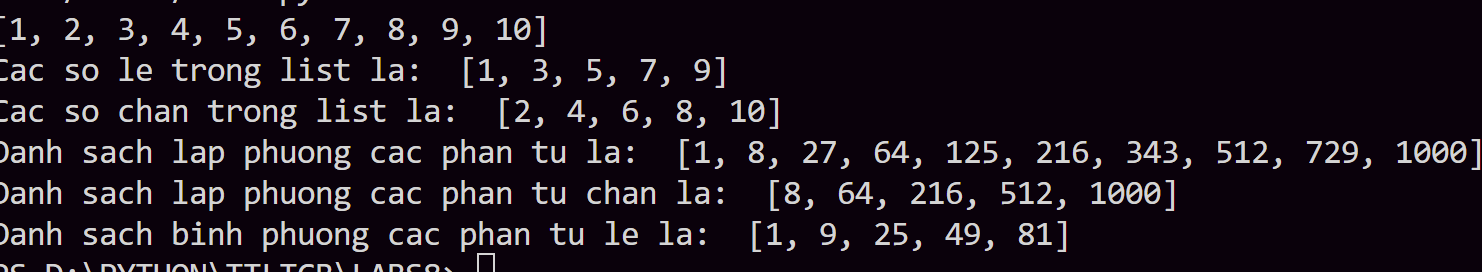 [1, 2, 3, 4, 5, 6, 7, 8, 9, 10]
Cac so le trong list la:  [1, 3, 5, 7, 9]
Cac so chan trong list la:  [2, 4, 6, 8, 10]
Danh sach lap phuong cac phan tu la:  [1, 8, 27, 64, 125, 216, 343, 512, 729, 1000]
Danh sach lap phuong cac phan tu chan la:  [8, 64, 216, 512, 1000]
Danh sach binh phuong cac phan tu le la:  [1, 9, 25, 49, 81]
PS D:\PYTHON\TTLTCB\LABS8>